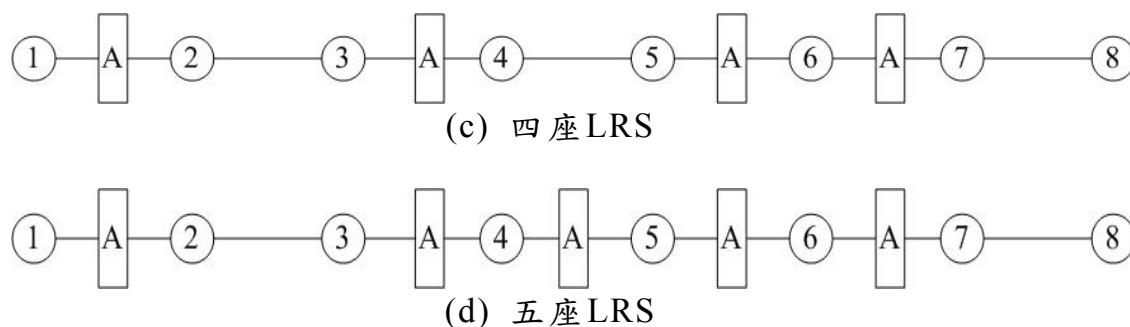 1 A 2 3 A 4 5 A 6 A 7 8
(c) 四座LRS
1 A 2 3 A 4 A 5 A 6 A 7 8
(d) 五座LRS